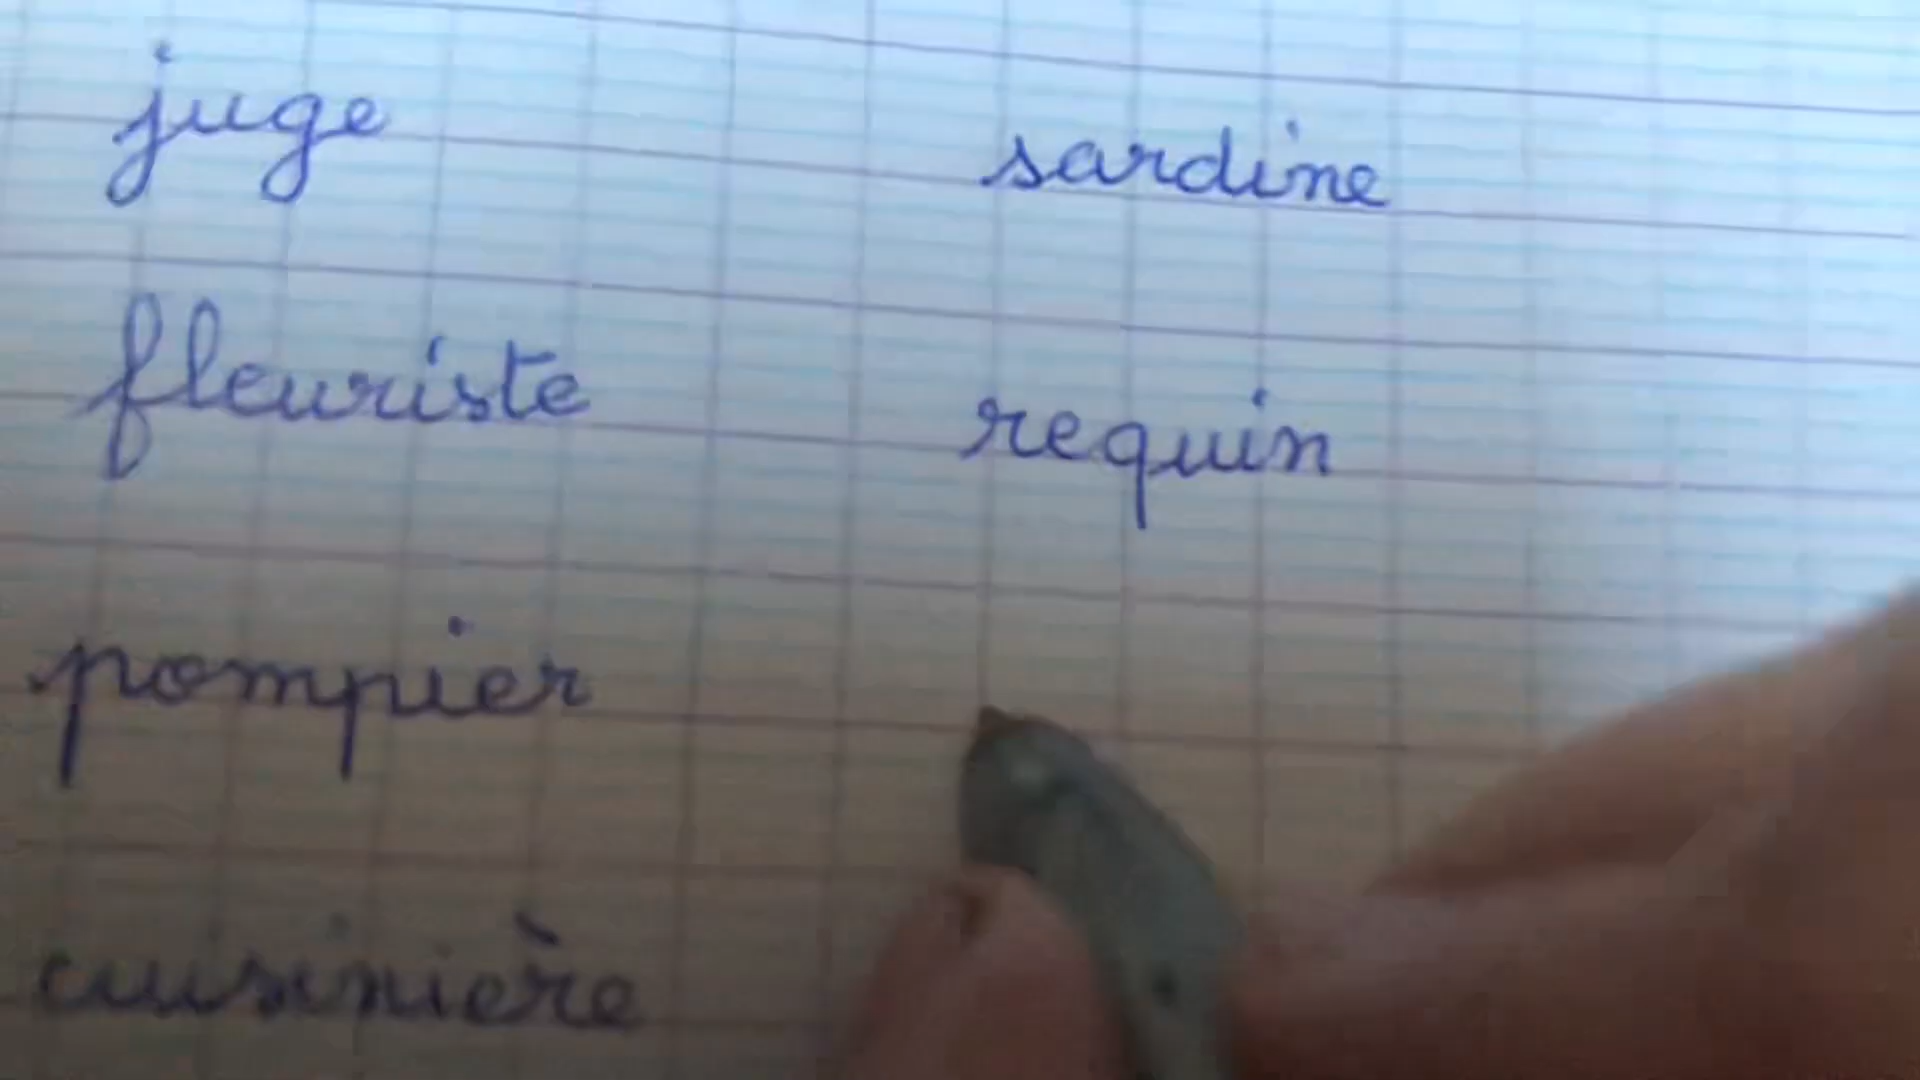 juge
sardine
fleuriste
requin
pompier
cuisinière